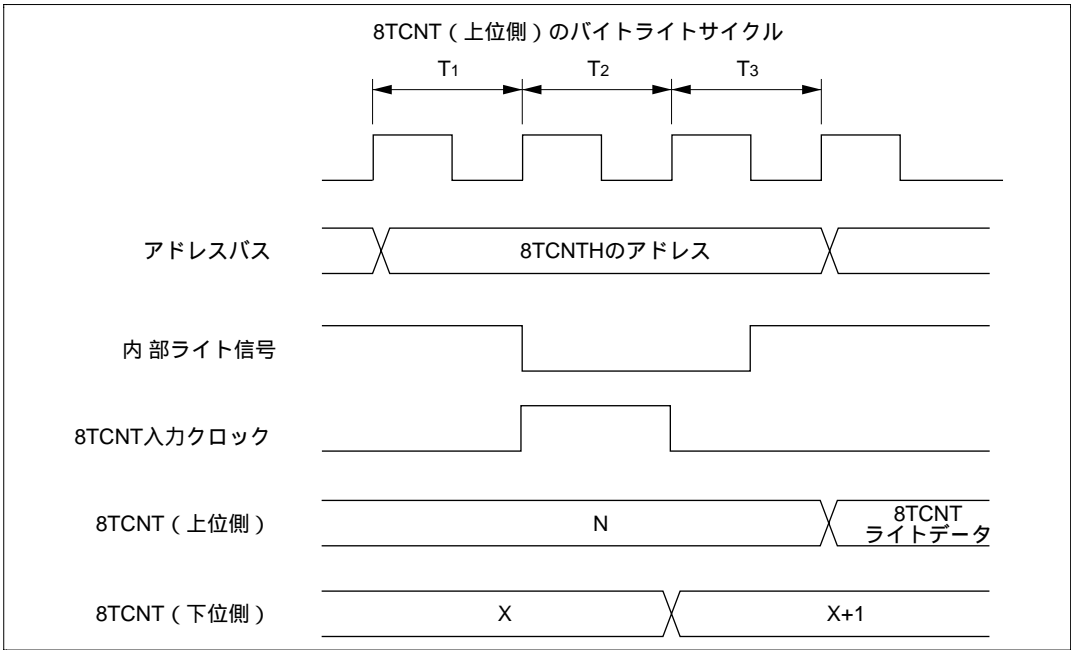 8TCNT（上位側）のバイトライトサイクル
T1 T2 T3
アドレスバス 8TCNTHのアドレス
内部ライト信号
8TCNT入力クロック
8TCNT（上位側） N 8TCNT
ライトデータ
8TCNT（下位側） X X+1